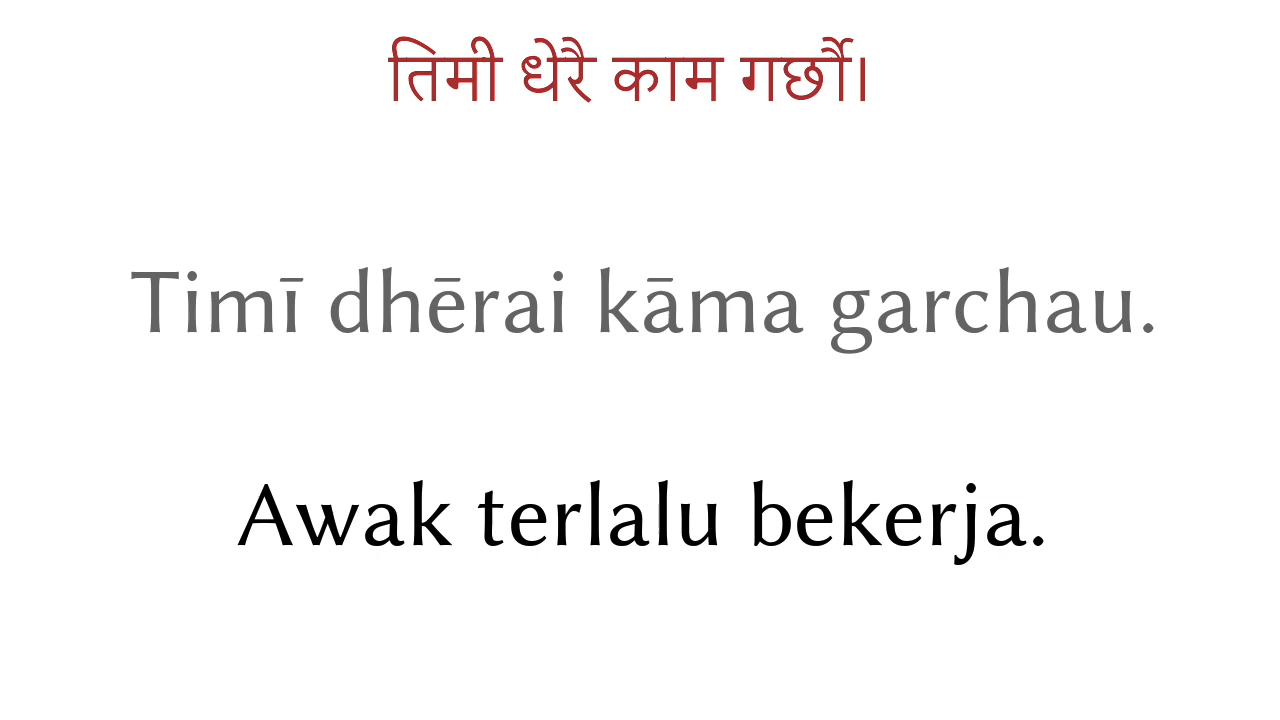 तिमी धेरै काम गर्छौ।
Timī dhērai kāma garchau.
Awak terlalu bekerja.